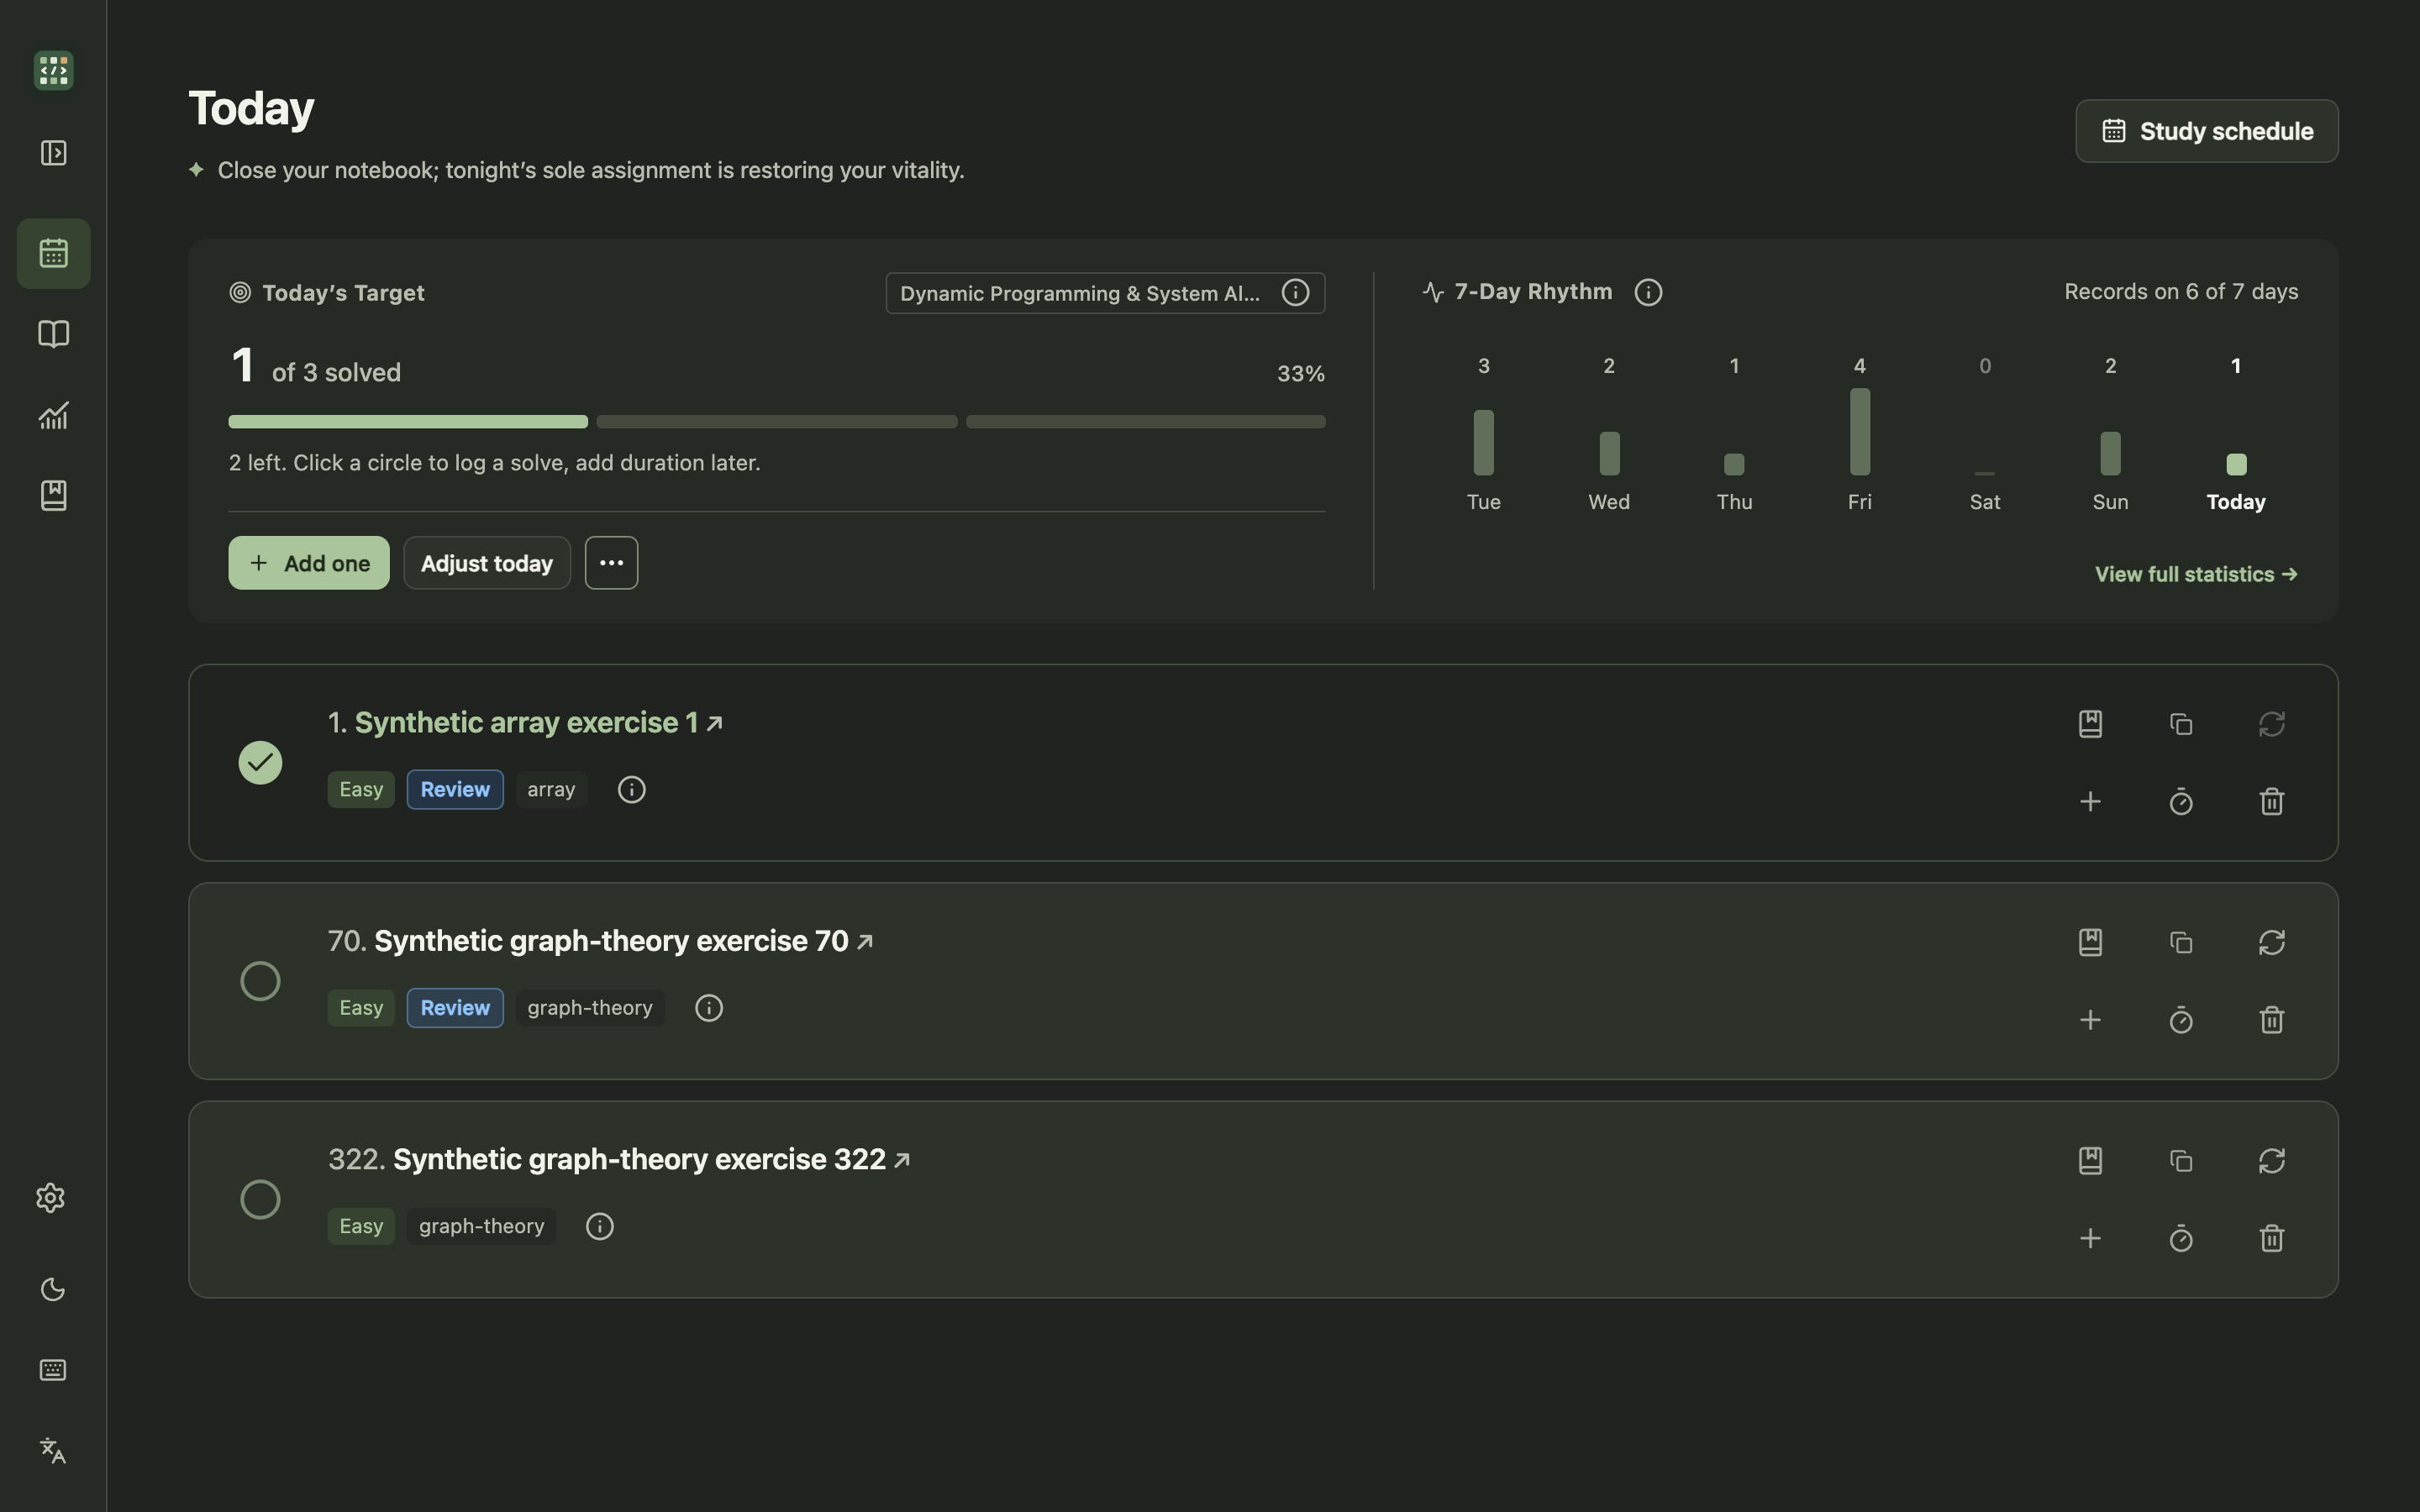 Today
Close your notebook; tonight’s sole assignment is restoring your vitality.
Study schedule
Today’s Target
Dynamic Programming & System Al...
1 of 3 solved
33%
2 left. Click a circle to log a solve, add duration later.
+ Add one
Adjust today
...
7-Day Rhythm
Records on 6 of 7 days
3 2 1 4 0 2 1
Tue Wed Thu Fri Sat Sun Today
View full statistics →
1. Synthetic array exercise 1 ↗
Easy Review array
70. Synthetic graph-theory exercise 70 ↗
Easy Review graph-theory
322. Synthetic graph-theory exercise 322 ↗
Easy graph-theory